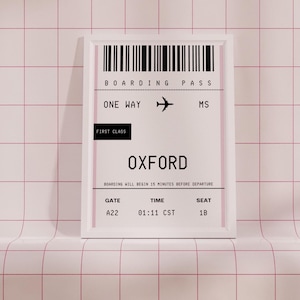 BOARDING PASS
ONE WAY MS
FIRST CLASS
OXFORD
BOARDING WILL BEGIN 15 MINUTES BEFORE DEPARTURE
GATE TIME SEAT
A22 01:11 CST 1B